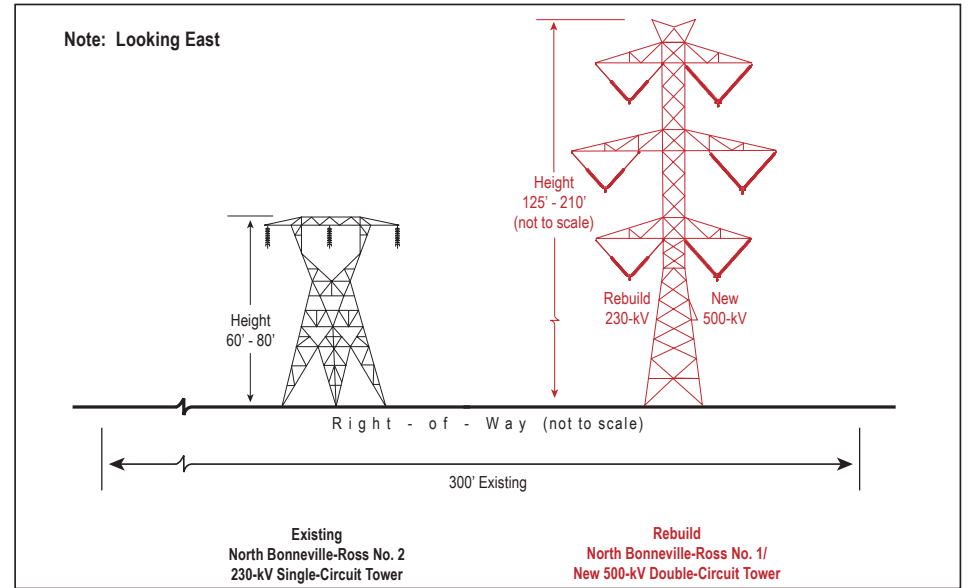 Note: Looking East
Height
125' - 210'
(not to scale)
Height
60' - 80'
Rebuild
230-kV
New
500-kV
Right - of - Way (not to scale)
300' Existing
Existing
North Bonneville-Ross No. 2
230-kV Single-Circuit Tower
Rebuild
North Bonneville-Ross No. 1/
New 500-kV Double-Circuit Tower